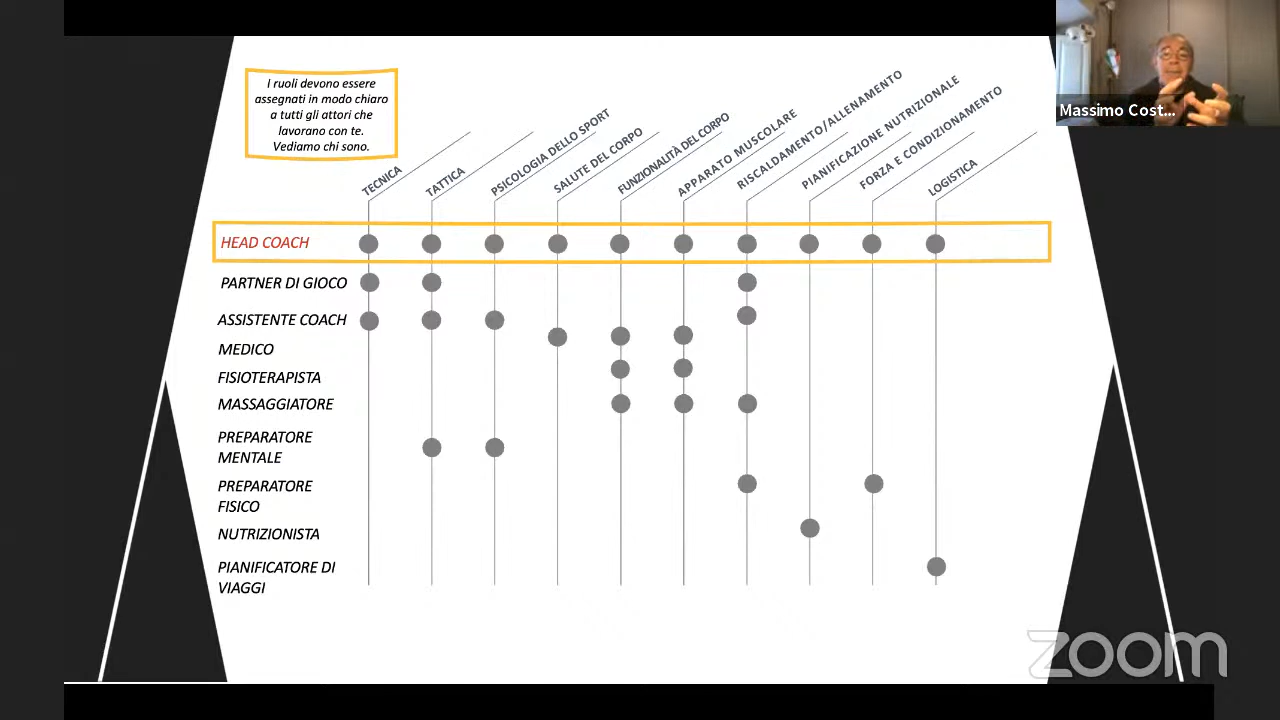 I ruoli devono essere
assegnati in modo chiaro
a tutti gli attori che
lavorano con te.
Vediamo chi sono.
Massimo Cost...
TECNICA
TATTICA
PSICOLOGIA DELLO SPORT
SALUTE DEL CORPO
FUNZIONALITÀ DEL CORPO
APPARATO MUSCOLARE
RISCALDAMENTO/ALLENAMENTO
PIANIFICAZIONE NUTRIZIONALE
FORZA E CONDIZIONAMENTO
LOGISTICA
HEAD COACH
PARTNER DI GIOCO
ASSISTENTE COACH
MEDICO
FISIOTERAPISTA
MASSAGGIATORE
PREPARATORE
MENTALE
PREPARATORE
FISICO
NUTRIZIONISTA
PIANIFICATORE DI
VIAGGI
zoom